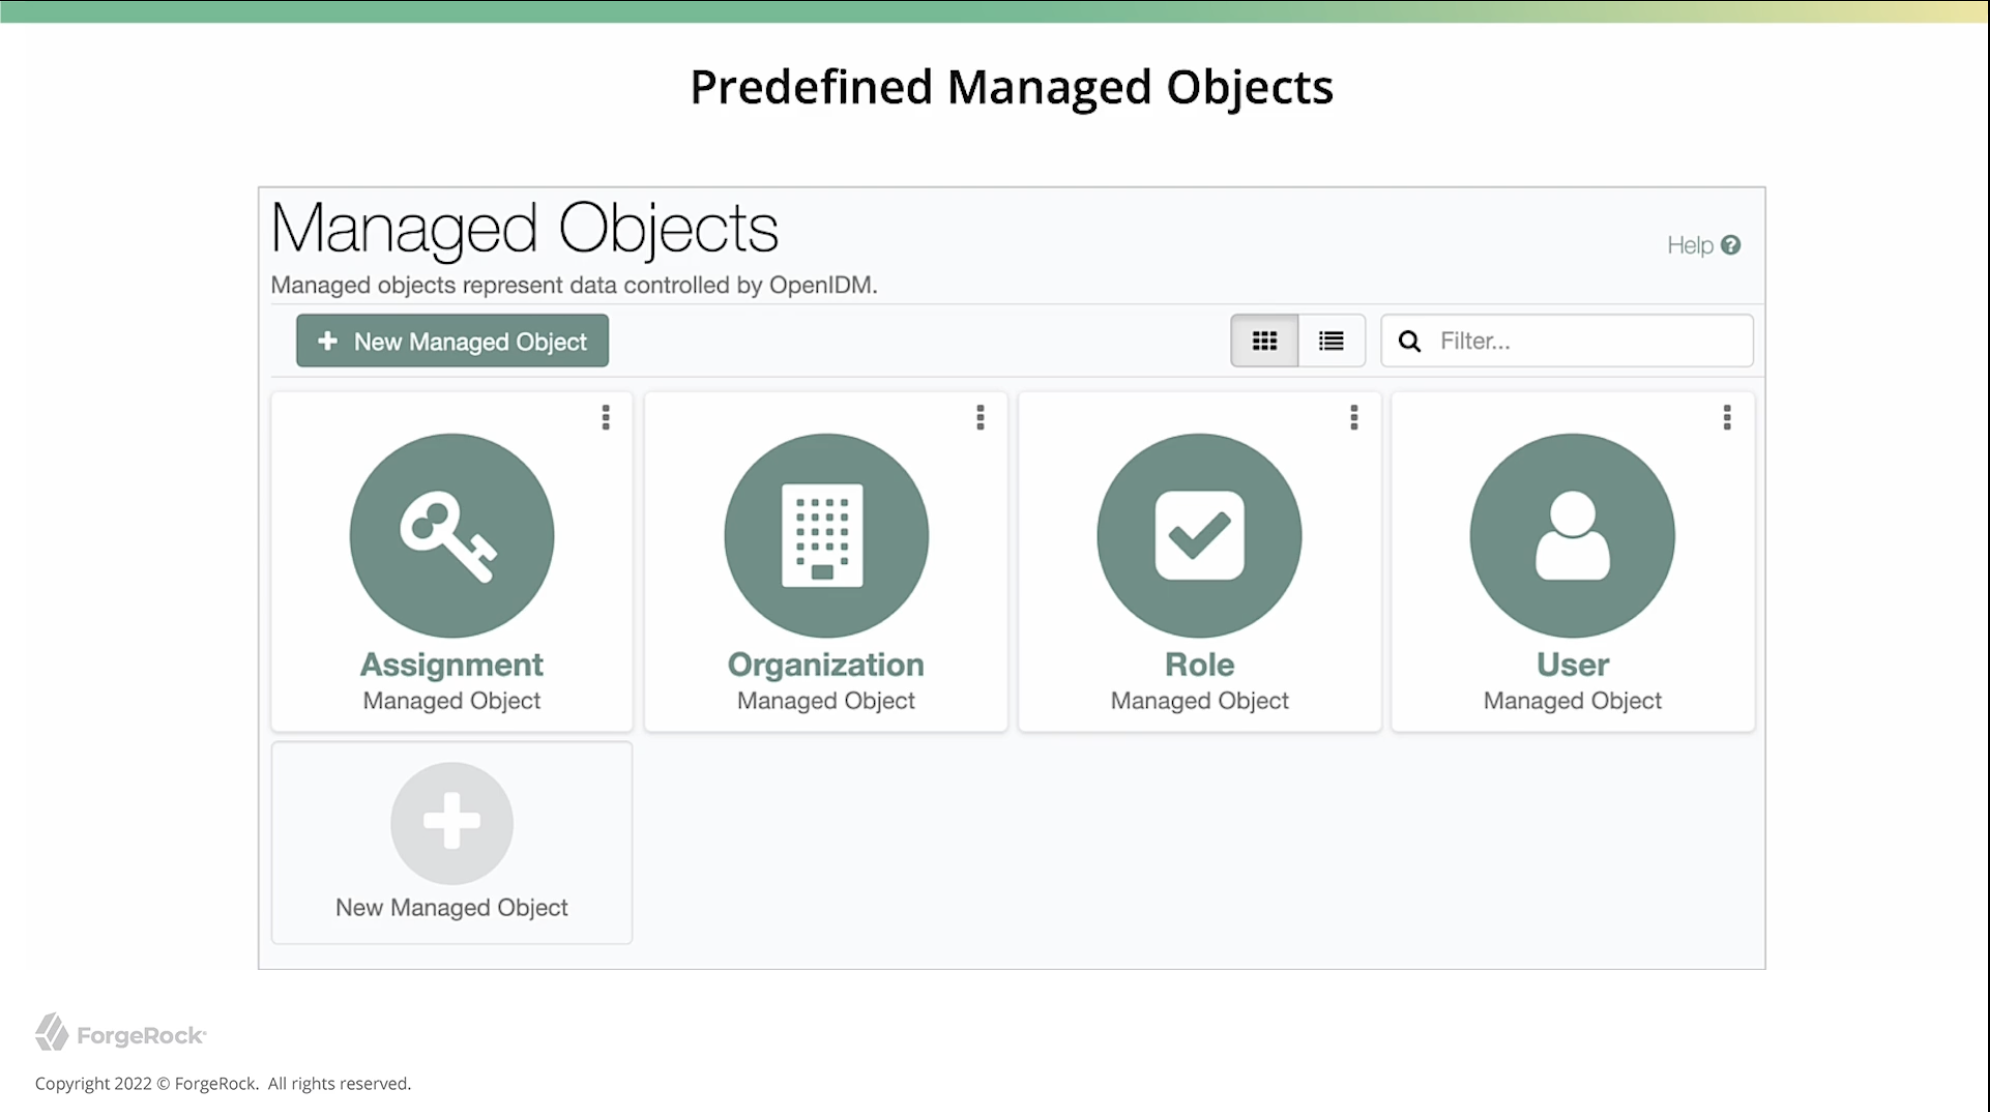 Predefined Managed Objects
Managed Objects
Help
Managed objects represent data controlled by OpenIDM.
New Managed Object
Filter...
Assignment
Managed Object
Organization
Managed Object
Role
Managed Object
User
Managed Object
New Managed Object
ForgeRock
Copyright 2022 © ForgeRock. All rights reserved.